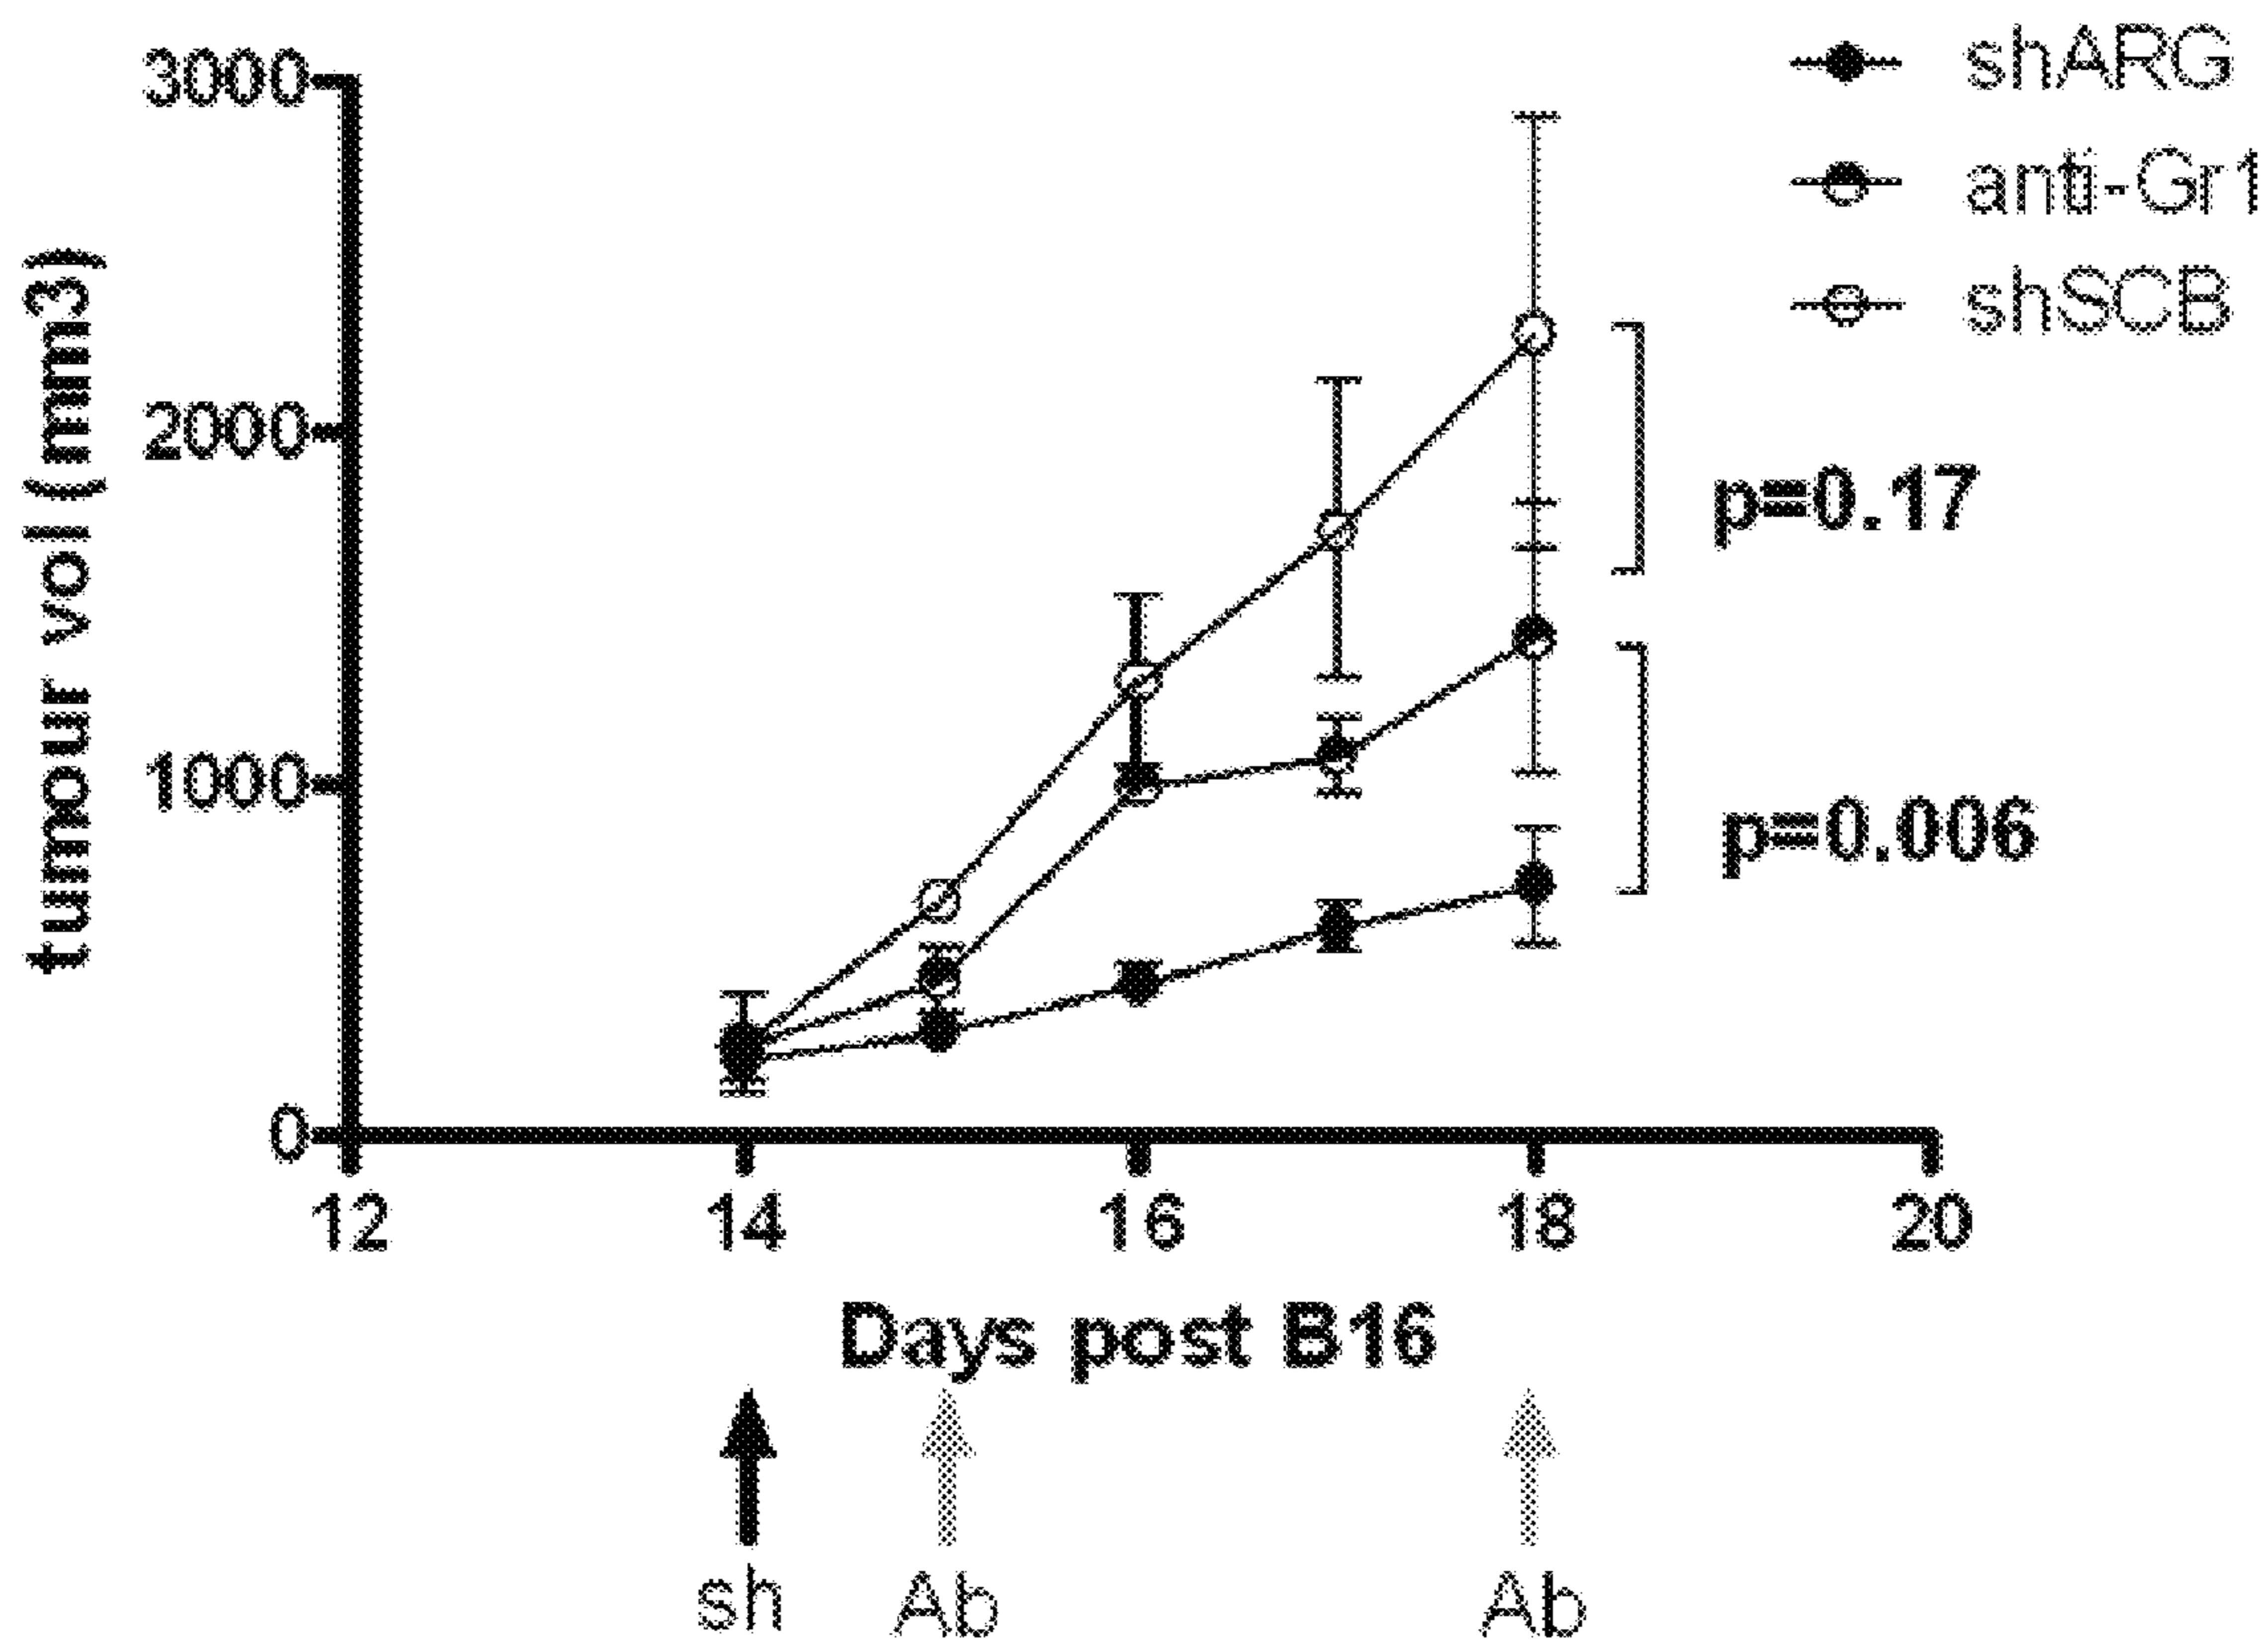 shARG
anti-Gr1
shSCB
3000
2000
1000
0
tumour vol (mm3)
p=0.17
p=0.006
12 14 16 18 20
Days post B16
sh Ab Ab